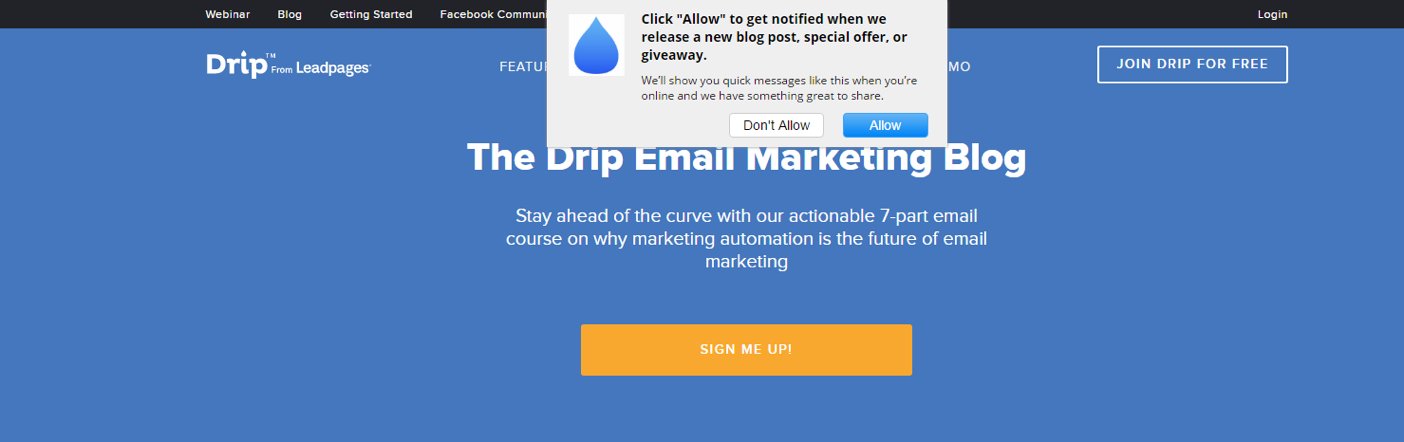 Webinar Blog Getting Started Facebook Communi Login
Click "Allow" to get notified when we
release a new blog post, special offer, or
giveaway.
We'll show you quick messages like this when you're
online and we have something great to share.
Don't Allow Allow
Drip™ From Leadpages
FEATU MO JOIN DRIP FOR FREE
The Drip Email Marketing Blog
Stay ahead of the curve with our actionable 7-part email
course on why marketing automation is the future of email
marketing
SIGN ME UP!